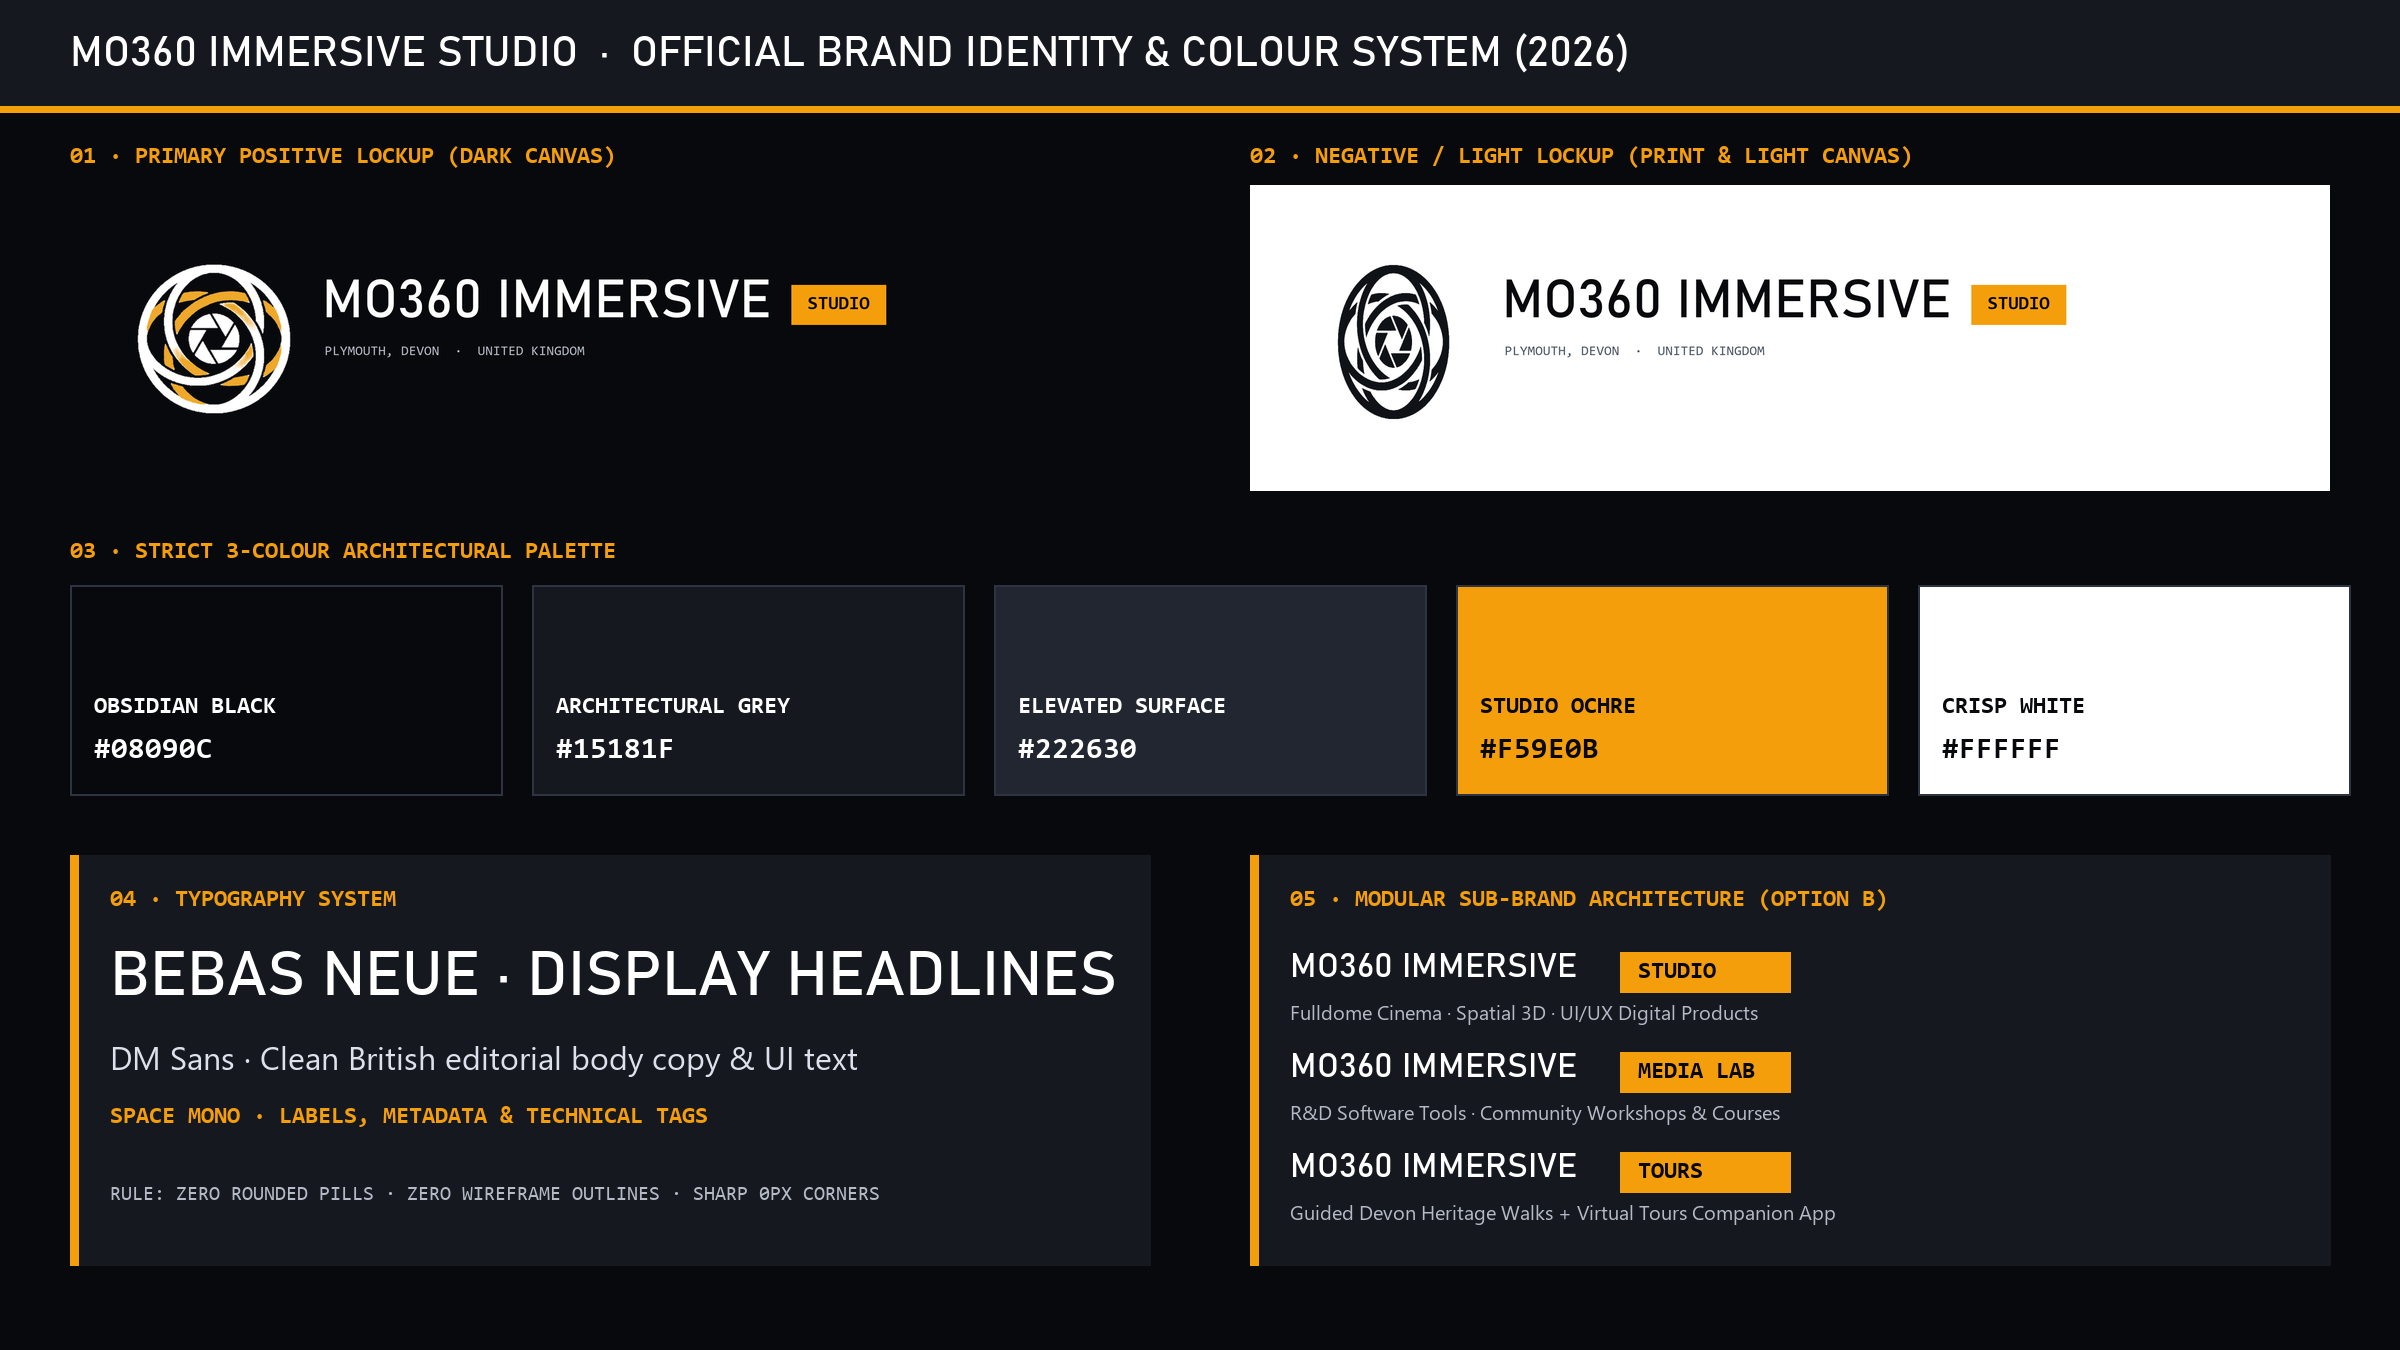 MO360 IMMERSIVE STUDIO · OFFICIAL BRAND IDENTITY & COLOUR SYSTEM (2026)
01 · PRIMARY POSITIVE LOCKUP (DARK CANVAS)
MO360 IMMERSIVE STUDIO
PLYMOUTH, DEVON · UNITED KINGDOM
02 · NEGATIVE / LIGHT LOCKUP (PRINT & LIGHT CANVAS)
MO360 IMMERSIVE STUDIO
PLYMOUTH, DEVON · UNITED KINGDOM
03 · STRICT 3-COLOUR ARCHITECTURAL PALETTE
OBSIDIAN BLACK
#08090C
ARCHITECTURAL GREY
#15181F
ELEVATED SURFACE
#222630
STUDIO OCHRE
#F59E0B
CRISP WHITE
#FFFFFF
04 · TYPOGRAPHY SYSTEM
BEBAS NEUE · DISPLAY HEADLINES
DM Sans · Clean British editorial body copy & UI text
SPACE MONO · LABELS, METADATA & TECHNICAL TAGS
RULE: ZERO ROUNDED PILLS · ZERO WIREFRAME OUTLINES · SHARP 0PX CORNERS
05 · MODULAR SUB-BRAND ARCHITECTURE (OPTION B)
MO360 IMMERSIVE STUDIO
Fulldome Cinema · Spatial 3D · UI/UX Digital Products
MO360 IMMERSIVE MEDIA LAB
R&D Software Tools · Community Workshops & Courses
MO360 IMMERSIVE TOURS
Guided Devon Heritage Walks + Virtual Tours Companion App